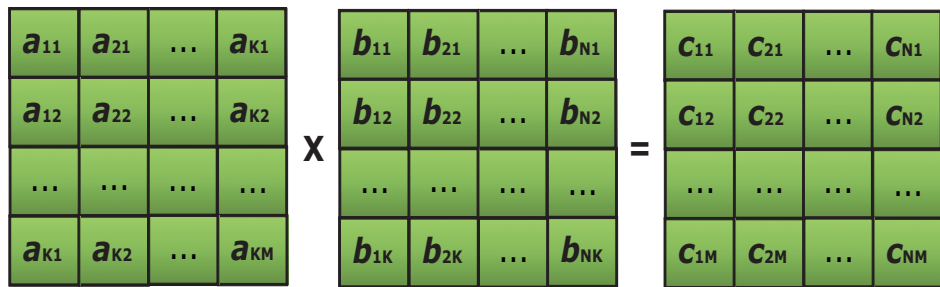 a11 a21 ... aK1 b11 b21 ... bN1 c11 c21 ... cN1
a12 a22 ... aK2 b12 b22 ... bN2 c12 c22 ... cN2
X =
... ... ... ... ... ... ... ... ... ... ... ...
aK1 aK2 ... aKM b1K b2K ... bNK c1M c2M ... cNM